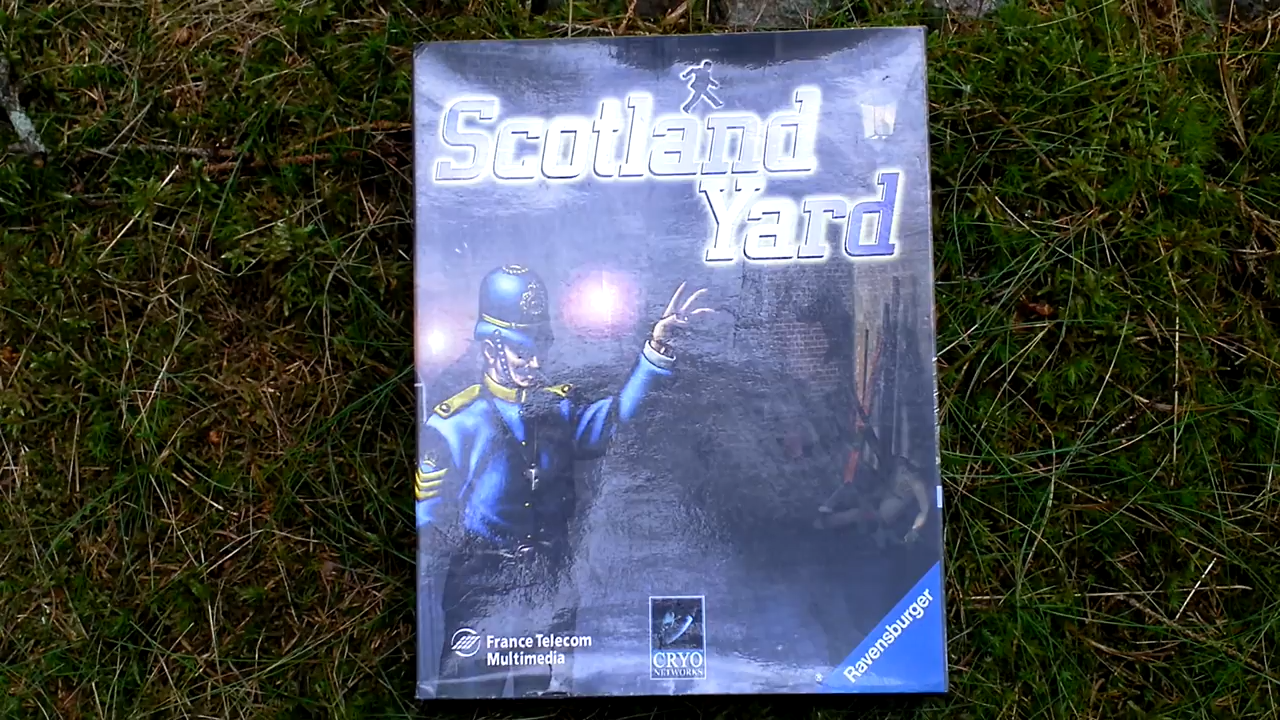 Scotland
Yard
France Telecom
Multimedia
CRYO
NETWORKS
®
Ravensburger